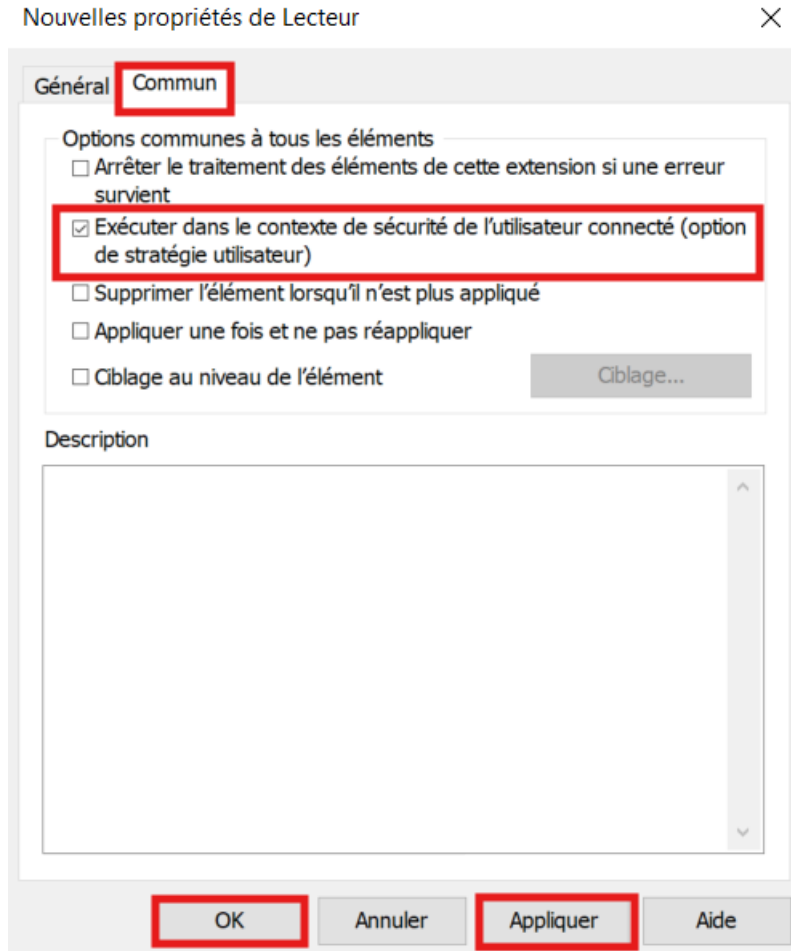 Nouvelles propriétés de Lecteur
Général
Commun
Options communes à tous les éléments
Arrêter le traitement des éléments de cette extension si une erreur
survient
Exécuter dans le contexte de sécurité de l’utilisateur connecté (option
de stratégie utilisateur)
Supprimer l’élément lorsqu’il n’est plus appliqué
Appliquer une fois et ne pas réappliquer
Ciblage au niveau de l’élément
Ciblage...
Description
OK
Annuler
Appliquer
Aide